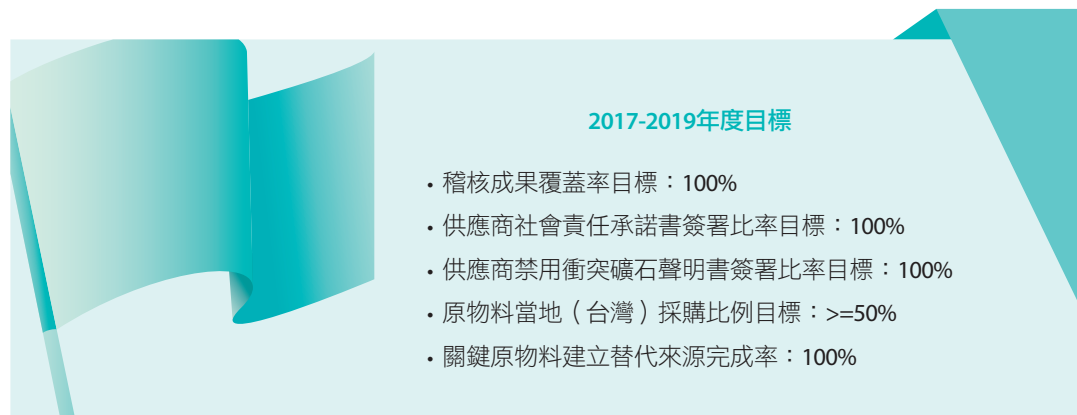 2017-2019年度目標
• 稽核成果覆蓋率目標：100%
• 供應商社會責任承諾書簽署比率目標：100%
• 供應商禁用衝突礦石聲明書簽署比率目標：100%
• 原物料當地（台灣）採購比例目標：>=50%
• 關鍵原物料建立替代來源完成率：100%